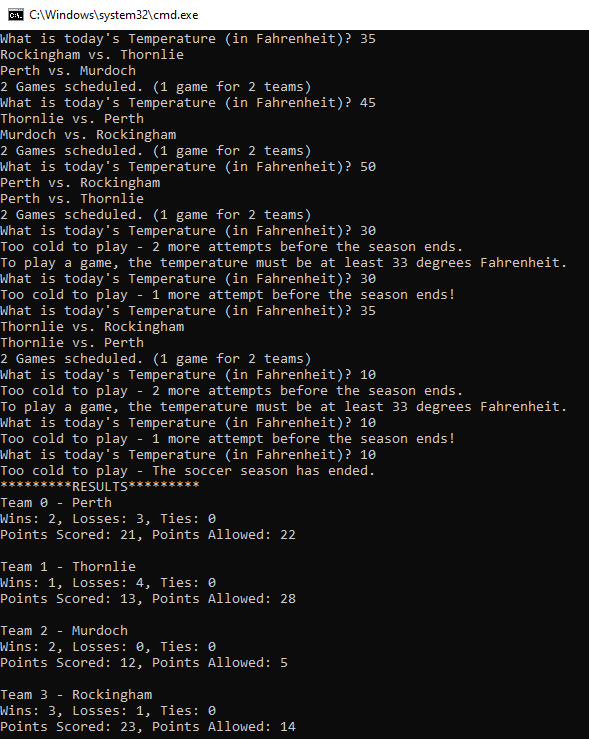 C:\Windows\system32\cmd.exe
What is today's Temperature (in Fahrenheit)? 35
Rockingham vs. Thornlie
Perth vs. Murdoch
2 Games scheduled. (1 game for 2 teams)
What is today's Temperature (in Fahrenheit)? 45
Thornlie vs. Perth
Murdoch vs. Rockingham
2 Games scheduled. (1 game for 2 teams)
What is today's Temperature (in Fahrenheit)? 50
Perth vs. Rockingham
Perth vs. Thornlie
2 Games scheduled. (1 game for 2 teams)
What is today's Temperature (in Fahrenheit)? 30
Too cold to play - 2 more attempts before the season ends.
To play a game, the temperature must be at least 33 degrees Fahrenheit.
What is today's Temperature (in Fahrenheit)? 30
Too cold to play - 1 more attempt before the season ends!
What is today's Temperature (in Fahrenheit)? 35
Thornlie vs. Rockingham
Thornlie vs. Perth
2 Games scheduled. (1 game for 2 teams)
What is today's Temperature (in Fahrenheit)? 10
Too cold to play - 2 more attempts before the season ends.
To play a game, the temperature must be at least 33 degrees Fahrenheit.
What is today's Temperature (in Fahrenheit)? 10
Too cold to play - 1 more attempt before the season ends!
What is today's Temperature (in Fahrenheit)? 10
Too cold to play - The soccer season has ended.
*********RESULTS*********
Team 0 - Perth
Wins: 2, Losses: 3, Ties: 0
Points Scored: 21, Points Allowed: 22
Team 1 - Thornlie
Wins: 1, Losses: 4, Ties: 0
Points Scored: 13, Points Allowed: 28
Team 2 - Murdoch
Wins: 2, Losses: 0, Ties: 0
Points Scored: 12, Points Allowed: 5
Team 3 - Rockingham
Wins: 3, Losses: 1, Ties: 0
Points Scored: 23, Points Allowed: 14